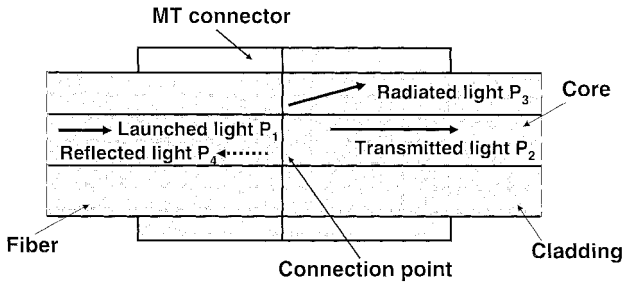 MT connector
Radiated light P3
Core
Launched light P1
Reflected light P4
Transmitted light P2
Fiber
Cladding
Connection point